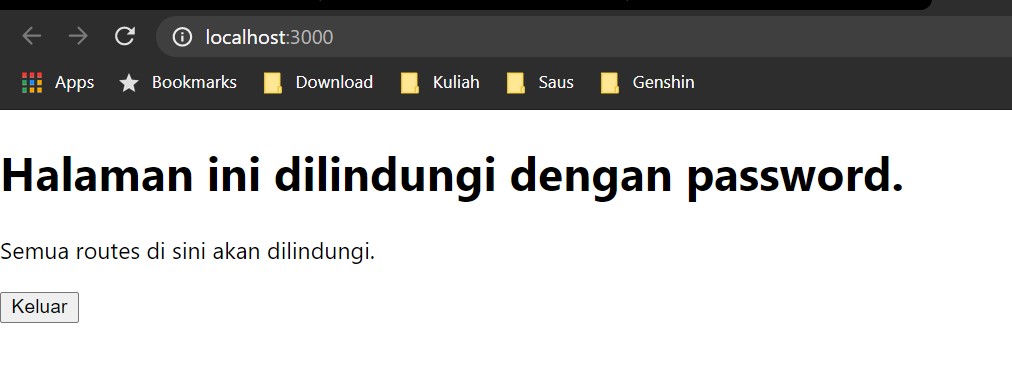 localhost:3000
Apps Bookmarks Download Kuliah Saus Genshin
Halaman ini dilindungi dengan password.
Semua routes di sini akan dilindungi.
Keluar